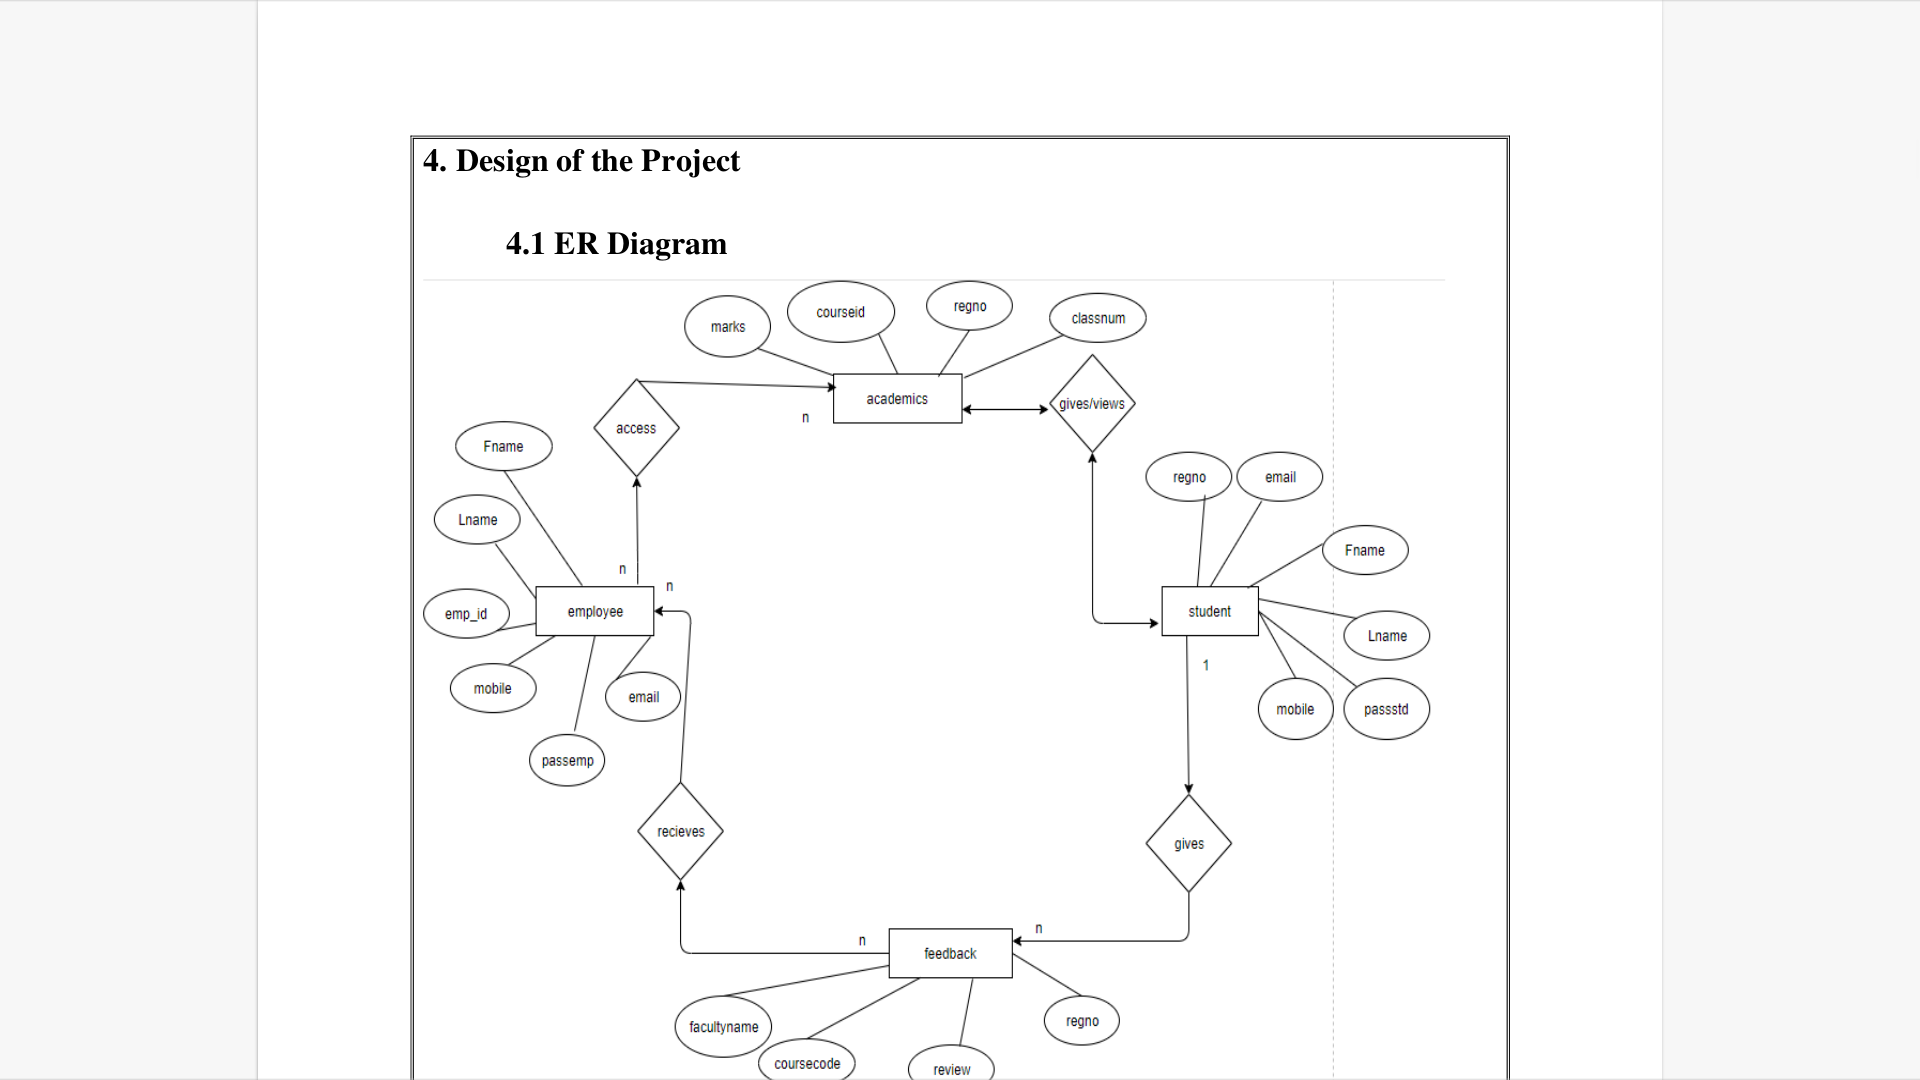 4. Design of the Project
4.1 ER Diagram
marks
courseid
regno
classnum
academics
gives/views
access
n
Fname
Lname
emp_id
mobile
passemp
email
employee
n
n
regno
email
Fname
Lname
passstd
mobile
student
1
recieves
gives
n
n
feedback
facultyname
coursecode
review
regno